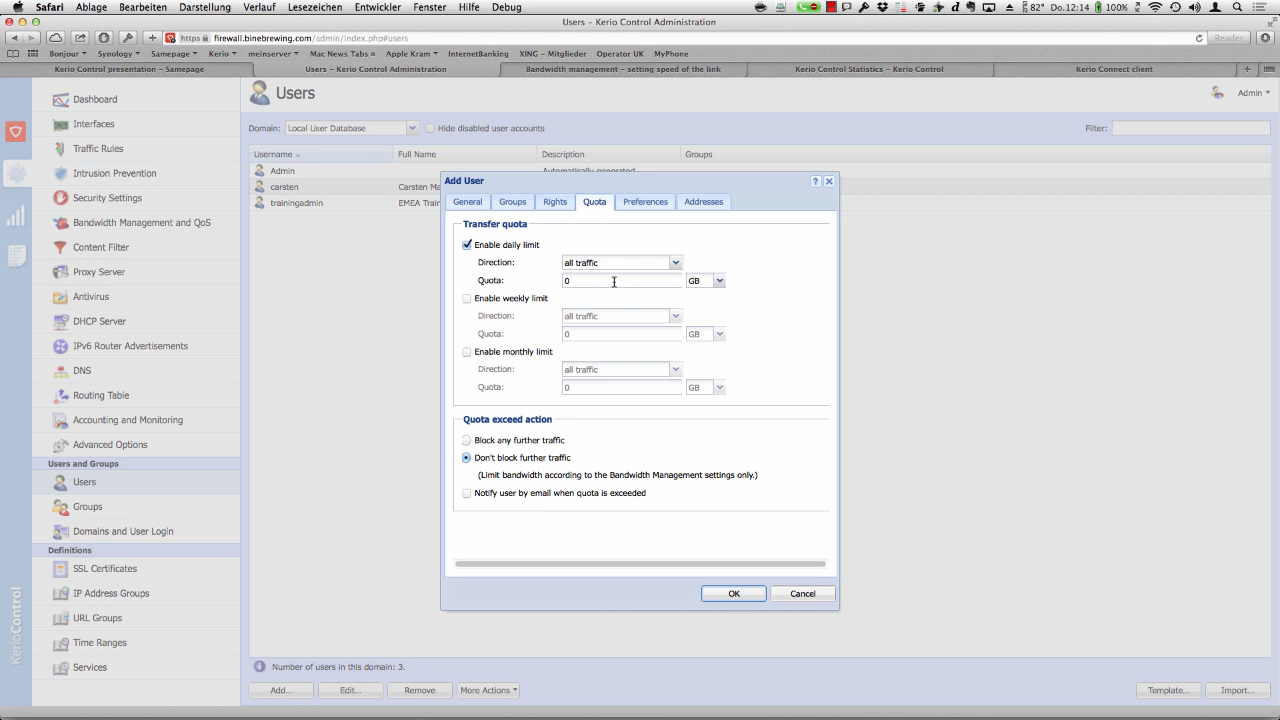 Safari Ablage Bearbeiten Darstellung Verlauf Lesezeichen Entwickler Fenster Hilfe Debug 82° Do.12:14 100%
Users – Kerio Control Administration
https firewall.binebrewing.com/admin/index.php#users Reader
Bonjour Synology Samepage Kerio meinserver Mac News Tabs Apple Kram InternetBanking XING – Mitglieder Operator UK MyPhone
Kerio Control presentation – Samepage Users – Kerio Control Administration Bandwidth management – setting speed of the link Kerio Control Statistics – Kerio Control Kerio Connect client
Dashboard
Interfaces
Traffic Rules
Intrusion Prevention
Security Settings
Bandwidth Management and QoS
Content Filter
Proxy Server
Antivirus
DHCP Server
IPv6 Router Advertisements
DNS
Routing Table
Accounting and Monitoring
Advanced Options
Users and Groups
Users
Groups
Domains and User Login
Definitions
SSL Certificates
IP Address Groups
URL Groups
Time Ranges
Services
KerioControl
Users Admin
Domain: Local User Database Hide disabled user accounts Filter:
Username Full Name Description Groups
Admin Automatically generated
carsten Carsten Ma
trainingadmin EMEA Train
Add User
General Groups Rights Quota Preferences Addresses
Transfer quota
Enable daily limit
Direction: all traffic
Quota: 0 GB
Enable weekly limit
Direction: all traffic
Quota: 0 GB
Enable monthly limit
Direction: all traffic
Quota: 0 GB
Quota exceed action
Block any further traffic
Don't block further traffic
(Limit bandwidth according to the Bandwidth Management settings only.)
Notify user by email when quota is exceeded
OK Cancel
Number of users in this domain: 3.
Add... Edit... Remove More Actions Template... Import...